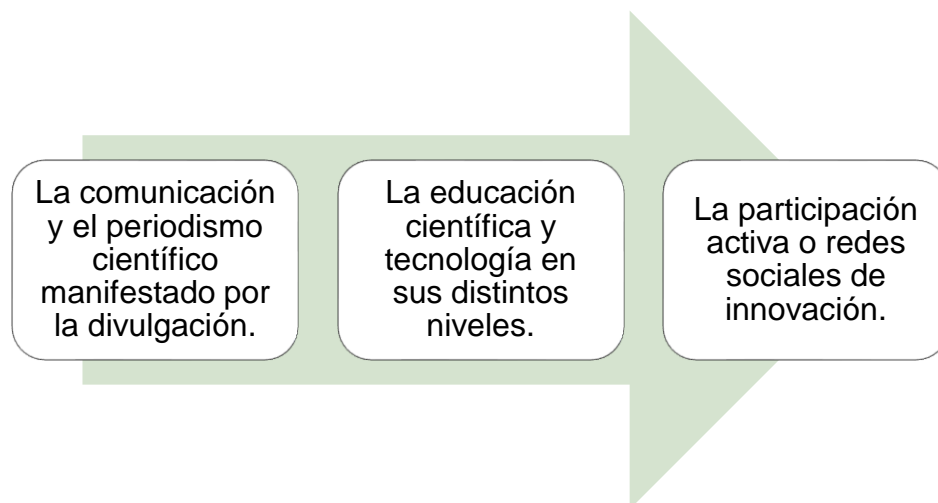 La comunicación
y el periodismo
científico
manifestado por
la divulgación.
La educación
científica y
tecnología en
sus distintos
niveles.
La participación
activa o redes
sociales de
innovación.